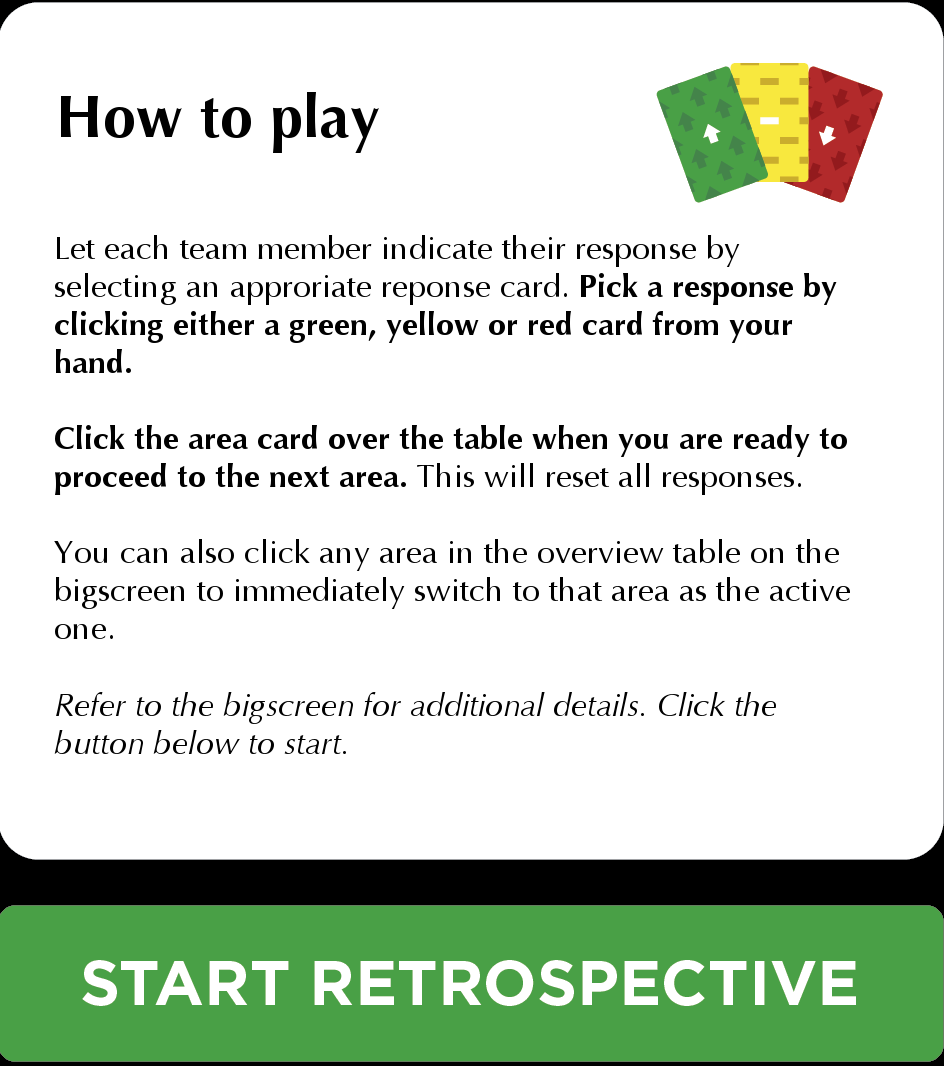 How to play
Let each team member indicate their response by
selecting an approriate reponse card. Pick a response by
clicking either a green, yellow or red card from your
hand.
Click the area card over the table when you are ready to
proceed to the next area. This will reset all responses.
You can also click any area in the overview table on the
bigscreen to immediately switch to that area as the active
one.
Refer to the bigscreen for additional details. Click the
button below to start.
START RETROSPECTIVE